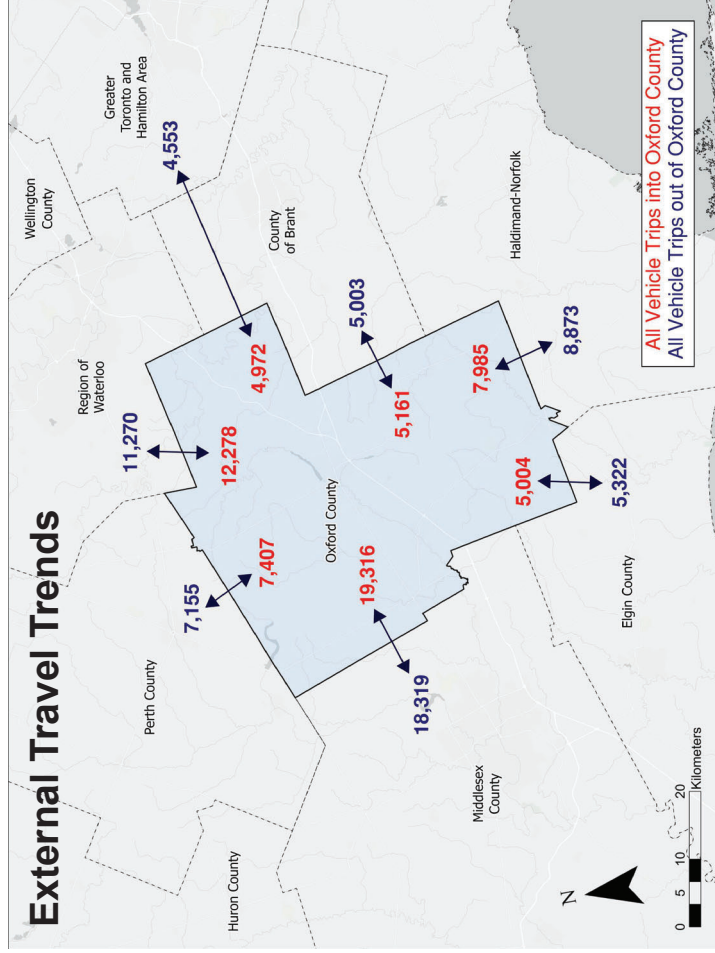 External Travel Trends
Huron County
Perth County
Region of
Waterloo
Wellington
County
Greater
Toronto and
Hamilton Area
7,155
7,407
11,270
12,278
4,553
4,972
County
of Brant
Oxford County
19,316
18,319
5,161
5,003
7,985
8,873
5,004
5,322
Middlesex
County
Elgin County
Haldimand-Norfolk
N
0 5 10 20
Kilometers
All Vehicle Trips into Oxford County
All Vehicle Trips out of Oxford County